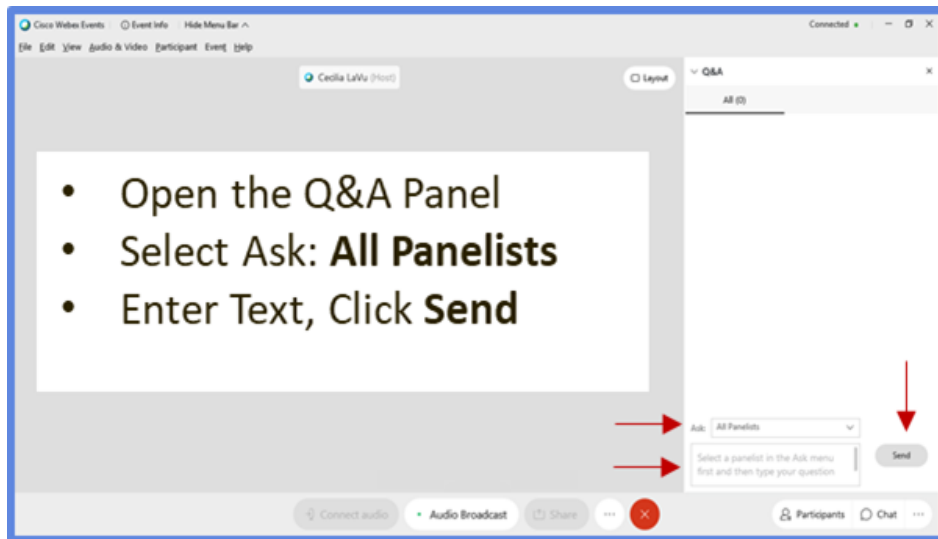 Cisco Webex Events Event Info Hide Menu Bar Connected
File Edit View Audio & Video Participant Event Help
Cecilia LaVu (Host)
Layout
Q&A
All (0)
• Open the Q&A Panel
• Select Ask: All Panelists
• Enter Text, Click Send
Ask: All Panelists
Select a panelist in the Ask menu
first and then type your question
Send
Connect audio Audio Broadcast Share ... Participants Chat ...